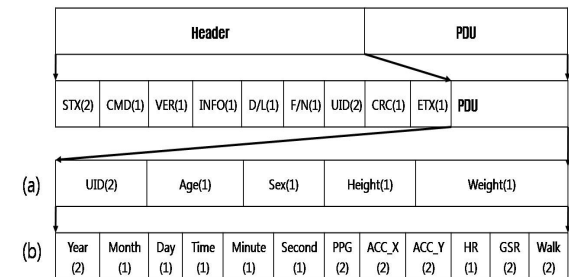 Header PDU
STX(2) CMD(1) VER(1) INFO(1) D/L(1) F/N(1) UID(2) CRC(1) ETX(1) PDU
(a) UID(2) Age(1) Sex(1) Height(1) Weight(1)
(b) Year Month Day Time Minute Second PPG ACC_X ACC_Y HR GSR Walk
(2) (1) (1) (1) (1) (1) (2) (2) (2) (1) (2) (2)